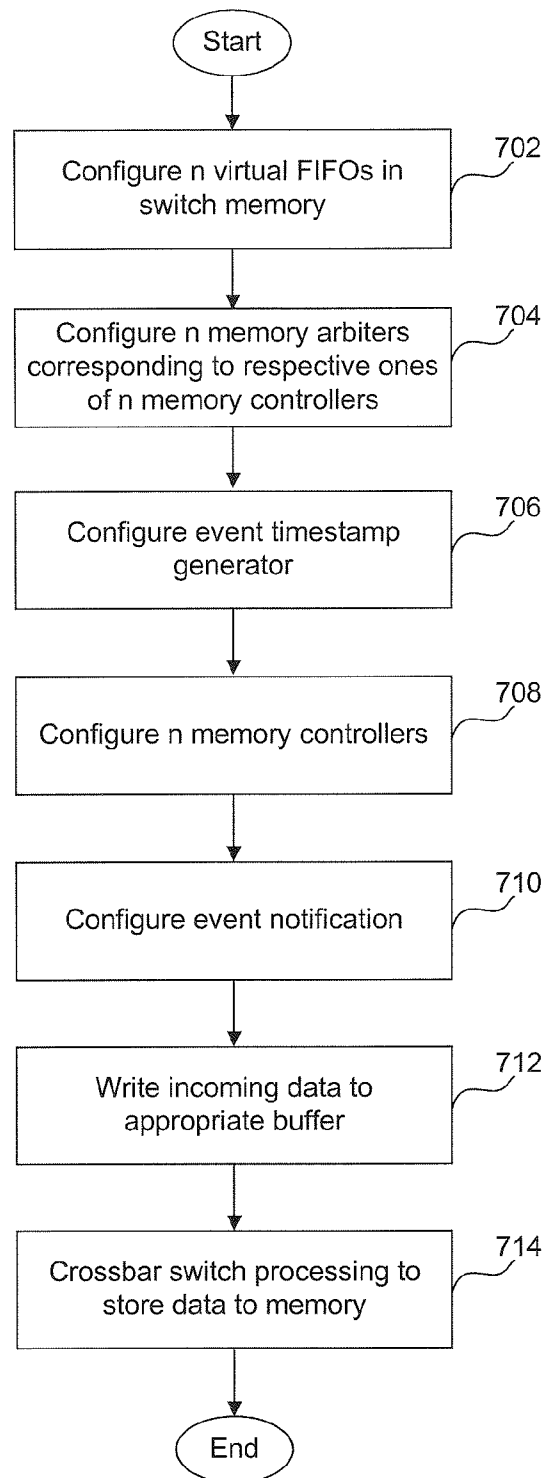 Start
702
Configure n virtual FIFOs in
switch memory
704
Configure n memory arbiters
corresponding to respective ones
of n memory controllers
706
Configure event timestamp
generator
708
Configure n memory controllers
710
Configure event notification
712
Write incoming data to
appropriate buffer
714
Crossbar switch processing to
store data to memory
End